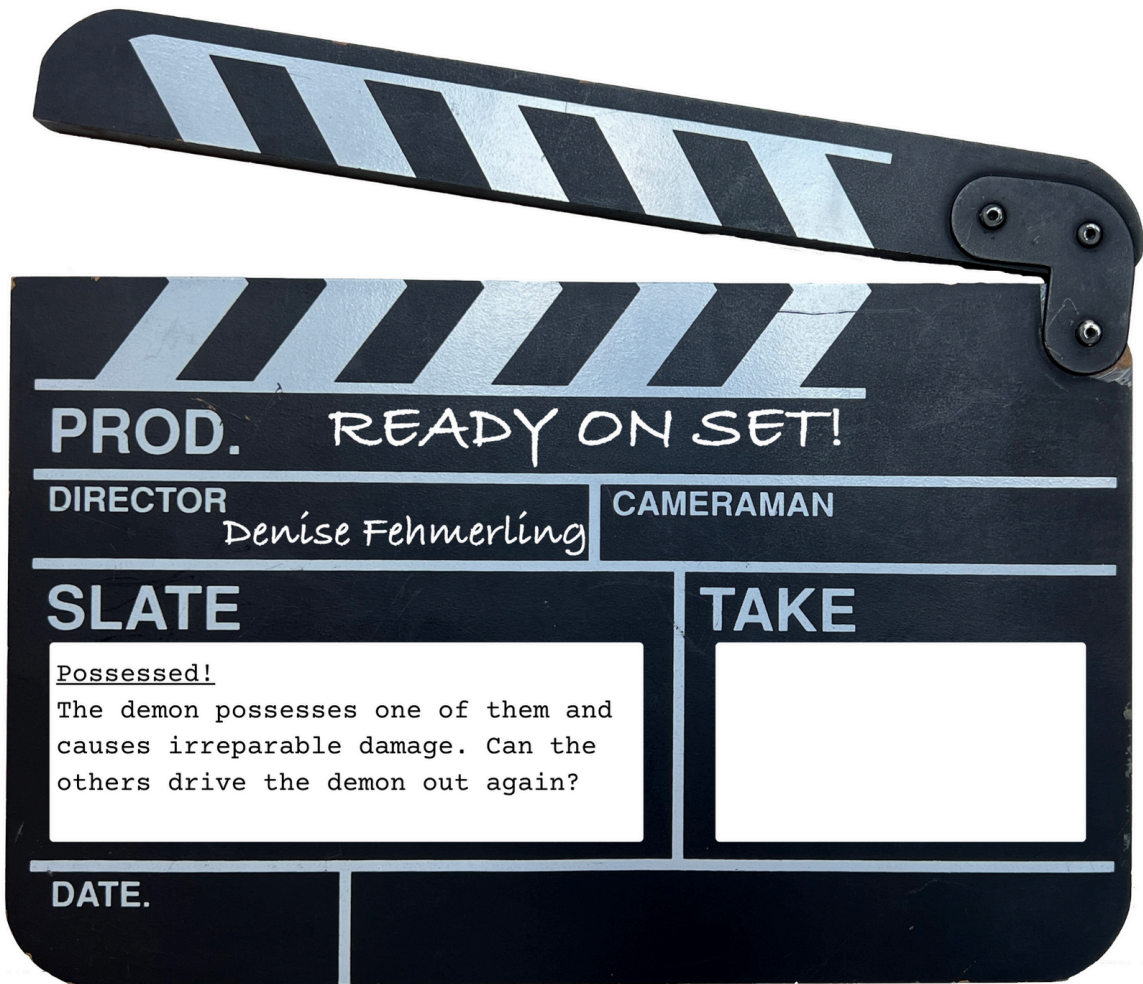 PROD. READY ON SET!
DIRECTOR
Denise Fehmerling
CAMERAMAN
SLATE
Possessed!
The demon possesses one of them and
causes irreparable damage. Can the
others drive the demon out again?
TAKE
DATE.